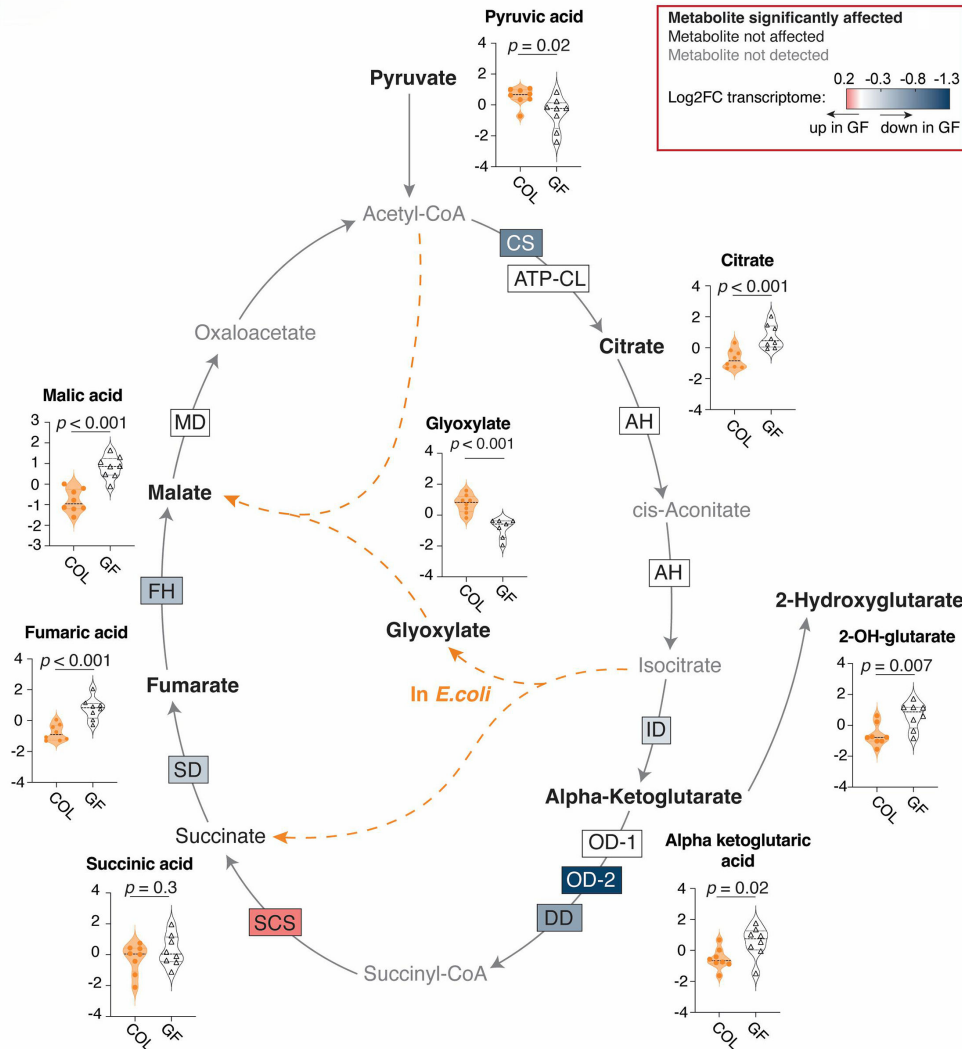 Metabolite significantly affected
Metabolite not affected
Metabolite not detected
0.2 -0.3 -0.8 -1.3
Log2FC transcriptome:
up in GF down in GF
Pyruvic acid
p = 0.02
4
2
0
-2
-4
COL
GF
Pyruvate
Acetyl-CoA
CS
ATP-CL
Citrate
p < 0.001
4
2
0
-2
-4
COL
GF
Citrate
Oxaloacetate
MD
AH
Malic acid
p < 0.001
3
2
1
0
-1
-2
-3
COL
GF
Malate
Glyoxylate
p < 0.001
4
2
0
-2
-4
COL
GF
cis-Aconitate
AH
FH
2-Hydroxyglutarate
Glyoxylate
In E.coli
Isocitrate
Fumaric acid
p < 0.001
4
2
0
-2
-4
COL
GF
Fumarate
2-OH-glutarate
p = 0.007
4
2
0
-2
-4
COL
GF
ID
SD
Alpha-Ketoglutarate
OD-1
OD-2
DD
Succinate
Alpha ketoglutaric
acid
p = 0.02
4
2
0
-2
-4
COL
GF
Succinic acid
p = 0.3
4
2
0
-2
-4
COL
GF
SCS
Succinyl-CoA